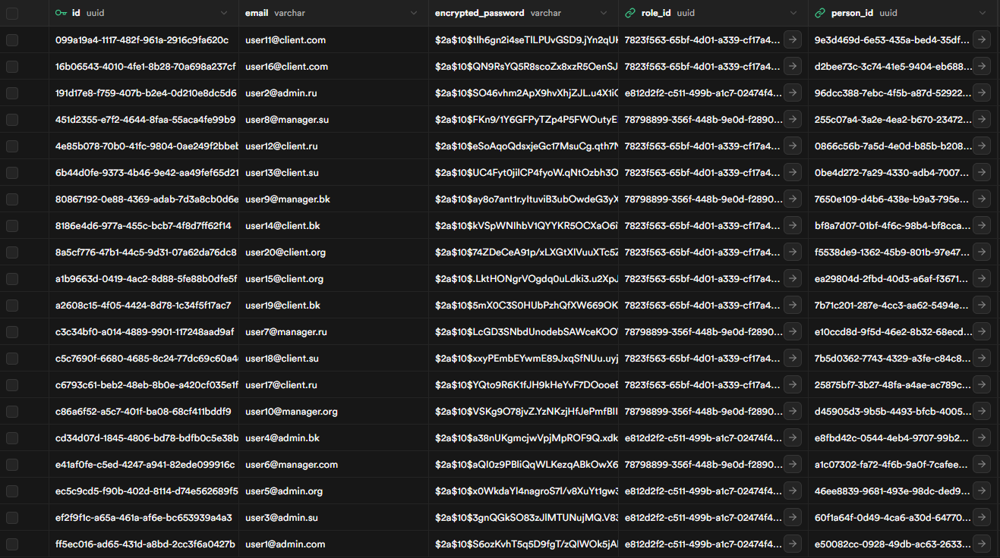 id uuid email varchar encrypted_password varchar role_id uuid person_id uuid
099a19a4-1117-482f-961a-2916c9fa620c user11@client.com $2a$10$tlh6gn2i4seTlLPUvGSD9.jYn2qU 7823f563-65bf-4d01-a339-cf17a4... 9e3d469d-6e53-435a-bed4-35df...
16b06543-4010-4fe1-8b28-70a698a237cf user16@client.com $2a$10$QN9RsYQ5R8scoZx8xzR5OenSJ 7823f563-65bf-4d01-a339-cf17a4... d2bee73c-3c74-41e5-9404-eb688...
191d17e8-f759-407b-b2e4-0d210e8dc5d6 user2@admin.ru $2a$10$SO46vhm2ApX9hvXhjZJL.u4X1i e812d2f2-c511-499b-a1c7-02474f4... 96dcc388-7ebc-4f5b-a87d-52922...
451d2355-e7f2-4644-8faa-55aca4fe99b9 user8@manager.su $2a$10$FKn9/1Y6GFPyTZp4P5FWOutyE 78798899-356f-448b-9e0d-f2890... 255c07a4-3a2e-4ea2-b670-23472...
4e85b078-70b0-41fc-9804-0ae249f2bbeb user12@client.ru $2a$10$eSoAqoQdsxjeGc17MsuCg.qth7 7823f563-65bf-4d01-a339-cf17a4... 0866c56b-7a5d-4e0d-b85b-b208...
6b44d0fe-9373-4b46-9e42-aa49fef65d21 user13@client.su $2a$10$UC4Fyt0jilCP4fyoW.qNtOzbh3O 7823f563-65bf-4d01-a339-cf17a4... 0be4d272-7a29-4330-adb4-7007...
80867192-0e88-4369-adab-7d3a8cb0d6e user9@manager.bk $2a$10$ay8o7ant1r.yItuviB3ubOwdeG3yX 78798899-356f-448b-9e0d-f2890... 7650e109-d4b6-438e-b9a3-795e...
8186e4d6-977a-455c-bcb7-4f8d7ff62f14 user14@client.bk $2a$10$kVSpWNlhbV1QYYKR5OCXaO6 7823f563-65bf-4d01-a339-cf17a4... bf8a7d07-01bf-4f6c-98b4-bf8cca...
8a5cf776-47b1-44c5-9d31-07a62da76dc8 user20@client.org $2a$10$74ZDeCeA91p/xLXGtXlVuuXTc5Z 7823f563-65bf-4d01-a339-cf17a4... f5538de9-1362-45b9-801b-97e47...
a1b9663d-0419-4ac2-8d88-5fe88b0dfe5f user15@client.org $2a$10$.LktHONgrVOgdq0uLdki3.u2Xp 7823f563-65bf-4d01-a339-cf17a4... ea29804d-2fbd-40d3-a6af-f3671...
a2608c15-4f05-4424-8d78-1c34f5f17ac7 user19@client.bk $2a$10$5mX0C3S0HUbPzhQfXW669OK 7823f563-65bf-4d01-a339-cf17a4... 7b71c201-287e-4cc3-aa62-5494e...
c3c34bf0-a014-4889-9901-117248aad9af user7@manager.ru $2a$10$LcGD3SNbdUnodebSAWceKOO 78798899-356f-448b-9e0d-f2890... e10ccd8d-9f5d-46e2-8b32-68ecd...
c5c7690f-6680-4685-8c24-77dc69c60a4 user18@client.su $2a$10$xxyPEmbEYwmE89JxqSfNUu.uyj 7823f563-65bf-4d01-a339-cf17a4... 7b5d0362-7743-4329-a3fe-c84c8...
c6793c61-beb2-48eb-8b0e-a420cf035e1f user17@client.ru $2a$10$YQto9R6K1fJH9kHeYvF7DOooeE 7823f563-65bf-4d01-a339-cf17a4... 25875bf7-3b27-48fa-a4ae-ac789c...
c86a6f52-a5c7-401f-ba08-68cf411bddf9 user10@manager.org $2a$10$VSKg9O78jvZ.YzNKzjHfJePmfBlI 78798899-356f-448b-9e0d-f2890... d45905d3-9b5b-4493-bfcb-4005...
cd34d07d-1845-4806-bd78-bdfb0c5e38b user4@admin.bk $2a$10$a38nUKgmcjwVpjMpROF9Q.xdk e812d2f2-c511-499b-a1c7-02474f4... e8fbd42c-0544-4eb4-9707-99b2...
e41af0fe-c5ed-4247-a941-82ede099916c user6@manager.com $2a$10$aQI0z9PBliQqWLKezqABkOwX6 78798899-356f-448b-9e0d-f2890... a1c07302-fa72-4f6b-9a0f-7cafee...
ec5c9cd5-f90b-402d-8114-d74e562689f5 user5@admin.org $2a$10$x0WkdaYl4nagroS7l/v8XuYt1gw3 e812d2f2-c511-499b-a1c7-02474f4... 46ee8839-9681-493e-98dc-ded9...
ef2f9f1c-a65a-461a-af6e-bc653939a4a3 user3@admin.su $2a$10$3gnQGkSO83zJlMTUNujMQ.V83 e812d2f2-c511-499b-a1c7-02474f4... 60f1a64f-0d49-4ca6-a30d-64770...
ff5ec016-ad65-431d-a8bd-2cc3f6a0427b user1@admin.com $2a$10$S6ozKvhT5q5D9fgT/zQIWOk5jA e812d2f2-c511-499b-a1c7-02474f4... e50082cc-0928-49db-ac63-2633...